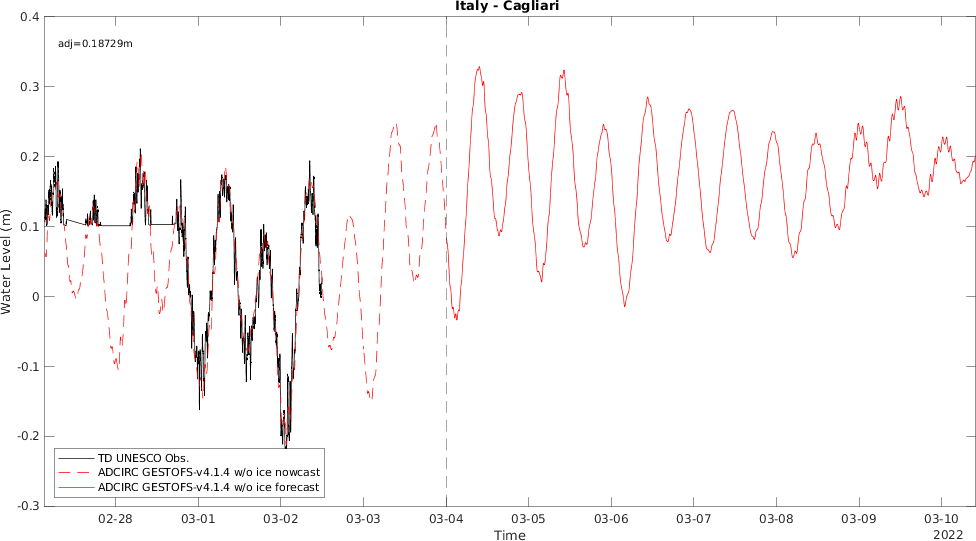 Italy - Cagliari
adj=0.18729m
0.4
0.3
0.2
0.1
0
-0.1
-0.2
-0.3
Water Level (m)
TD UNESCO Obs.
ADCIRC GESTOFS-v4.1.4 w/o ice nowcast
ADCIRC GESTOFS-v4.1.4 w/o ice forecast
02-28 03-01 03-02 03-03 03-04 03-05 03-06 03-07 03-08 03-09 03-10
Time
2022